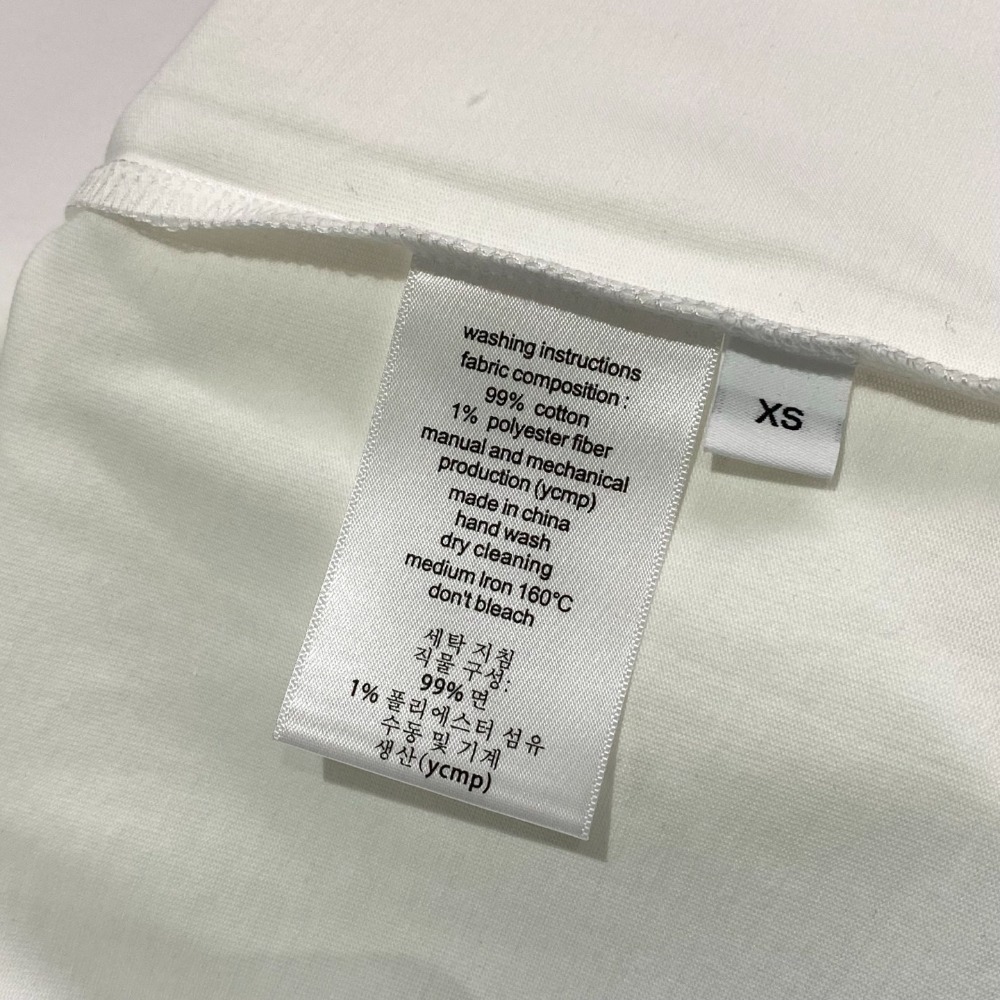 washing instructions
fabric composition :
99% cotton
1% polyester fiber
manual and mechanical
production (ycmp)
made in china
hand wash
dry cleaning
medium Iron 160°C
don't bleach
세탁 지침
직물 구성:
99% 면
1% 폴리에스터 섬유
수동 및 기계
생산(ycmp)
XS